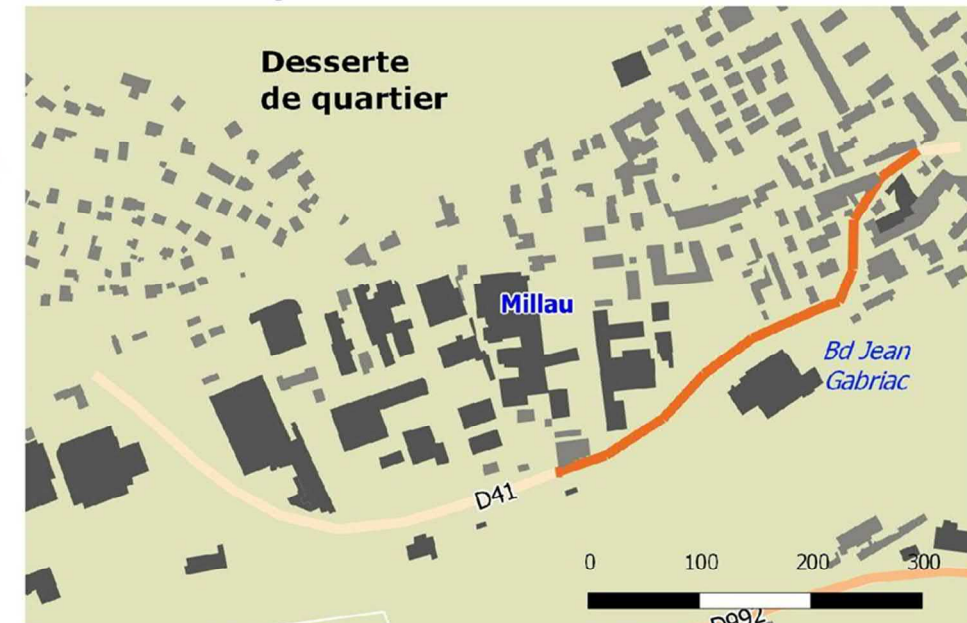 Desserte
de quartier
Millau
Bd Jean
Gabriac
D41
0 100 200 300
D992